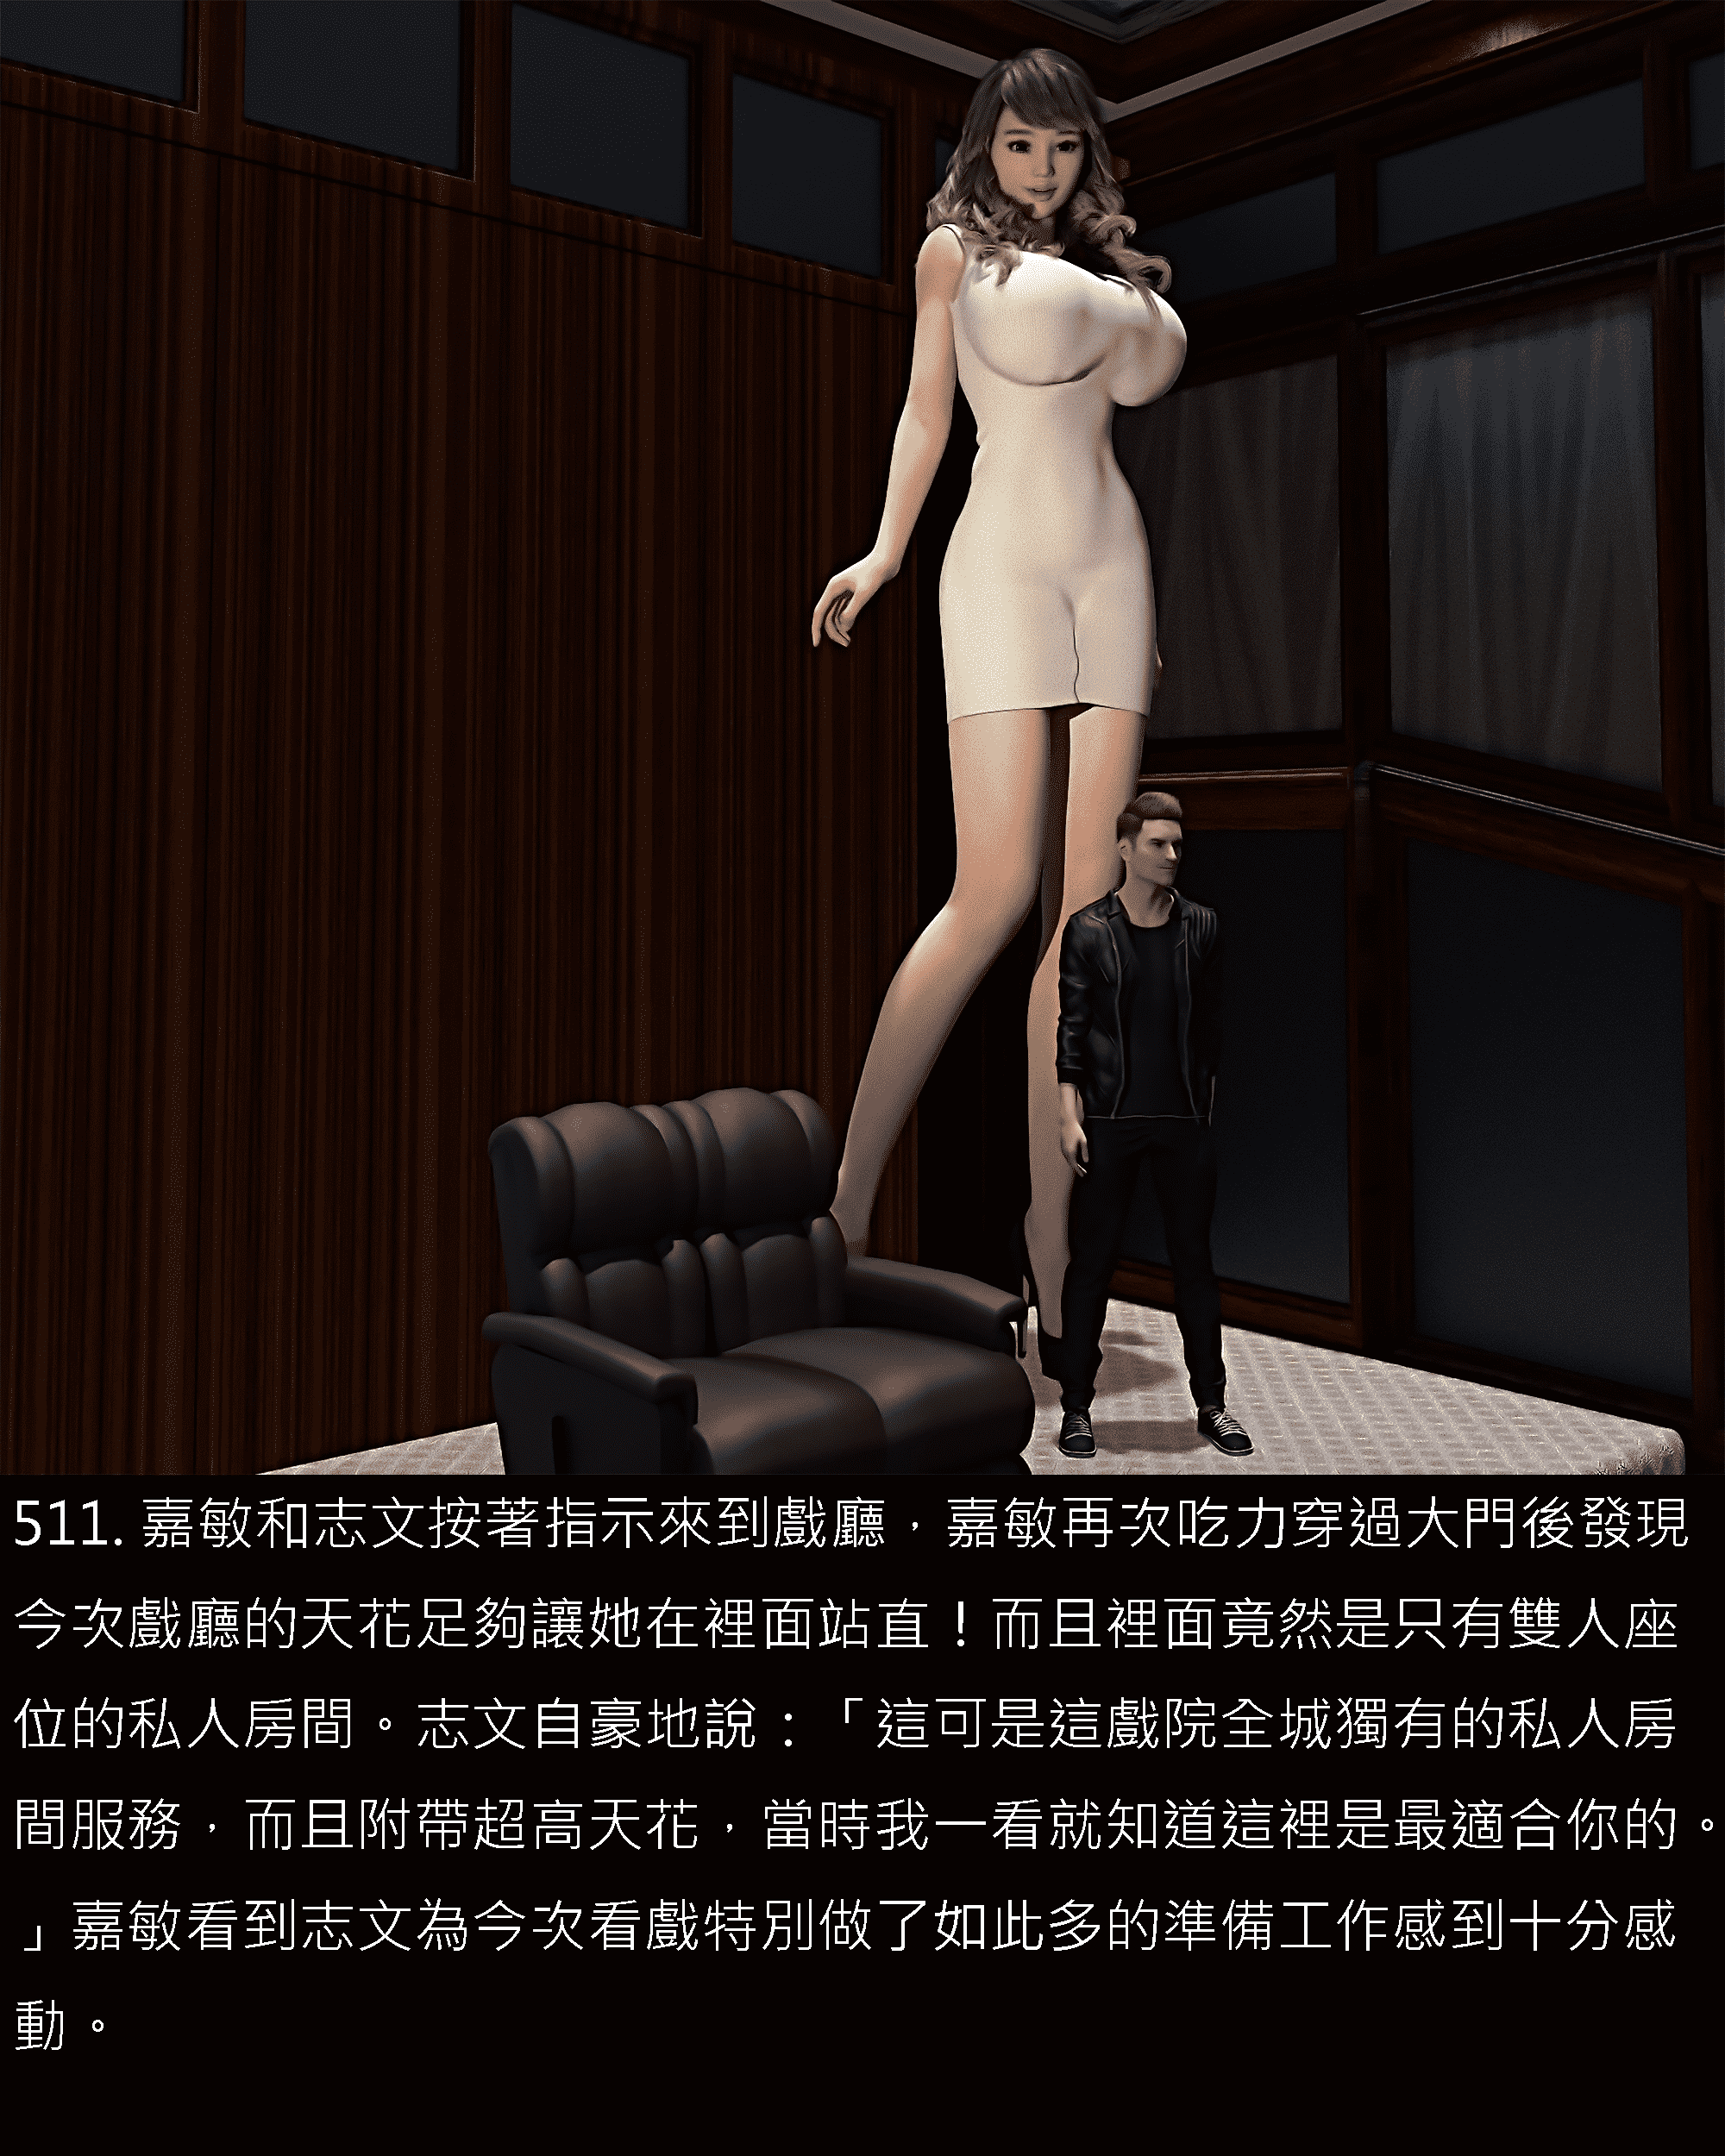 511. 嘉敏和志文按著指示來到戲廳，嘉敏再次吃力穿過大門後發現
今次戲廳的天花足夠讓她在裡面站直！而且裡面竟然是只有雙人座
位的私人房間。志文自豪地說：「這可是這戲院全城獨有的私人房
間服務，而且附帶超高天花，當時我一看就知道這裡是最適合你的。
」嘉敏看到志文為今次看戲特別做了如此多的準備工作感到十分感
動。